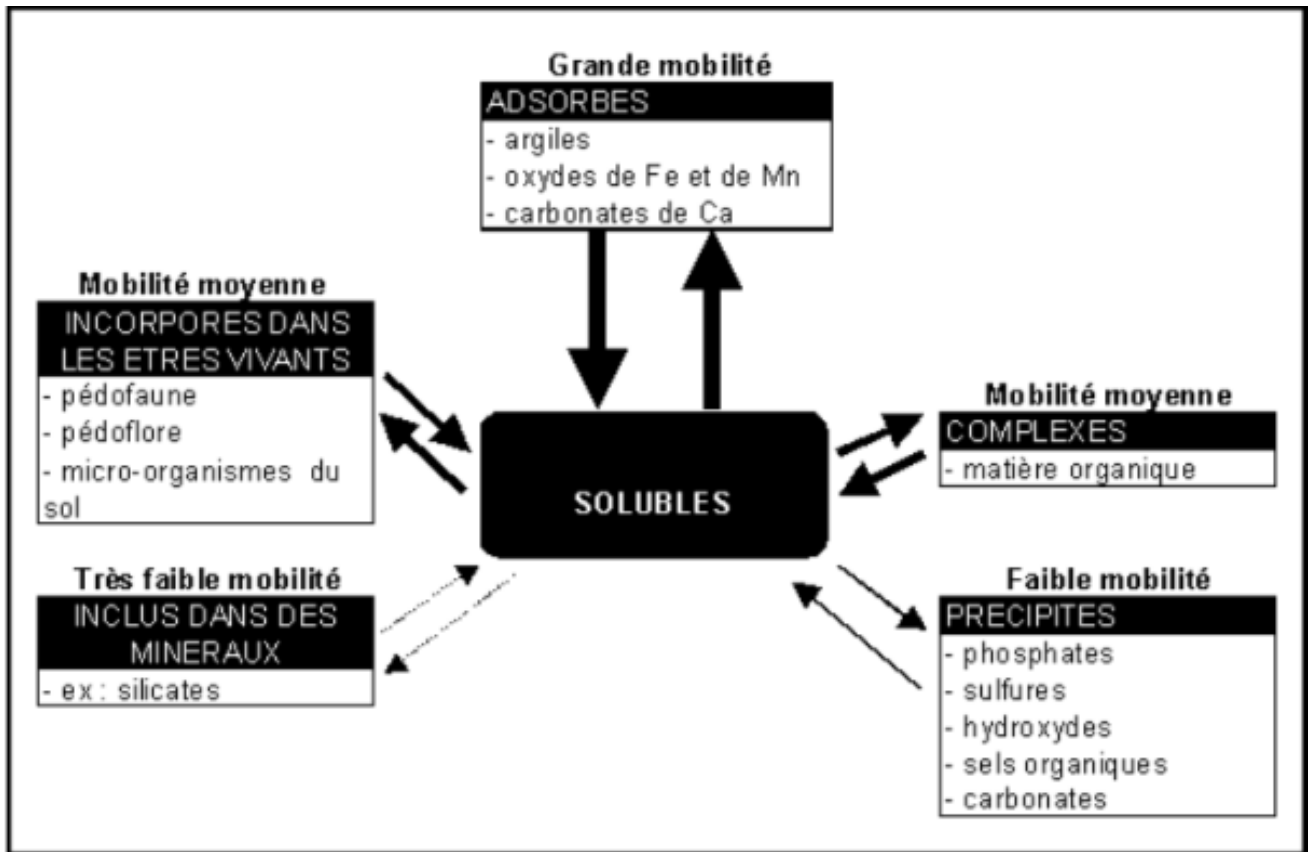 Grande mobilité
ADSORBES
- argiles
- oxydes de Fe et de Mn
- carbonates de Ca
Mobilité moyenne
INCORPORES DANS
LES ETRES VIVANTS
- pédofaune
- pédoflore
- micro-organismes du
sol
Mobilité moyenne
COMPLEXES
- matière organique
SOLUBLES
Très faible mobilité
INCLUS DANS DES
MINERAUX
- ex : silicates
Faible mobilité
PRECIPITES
- phosphates
- sulfures
- hydroxydes
- sels organiques
- carbonates